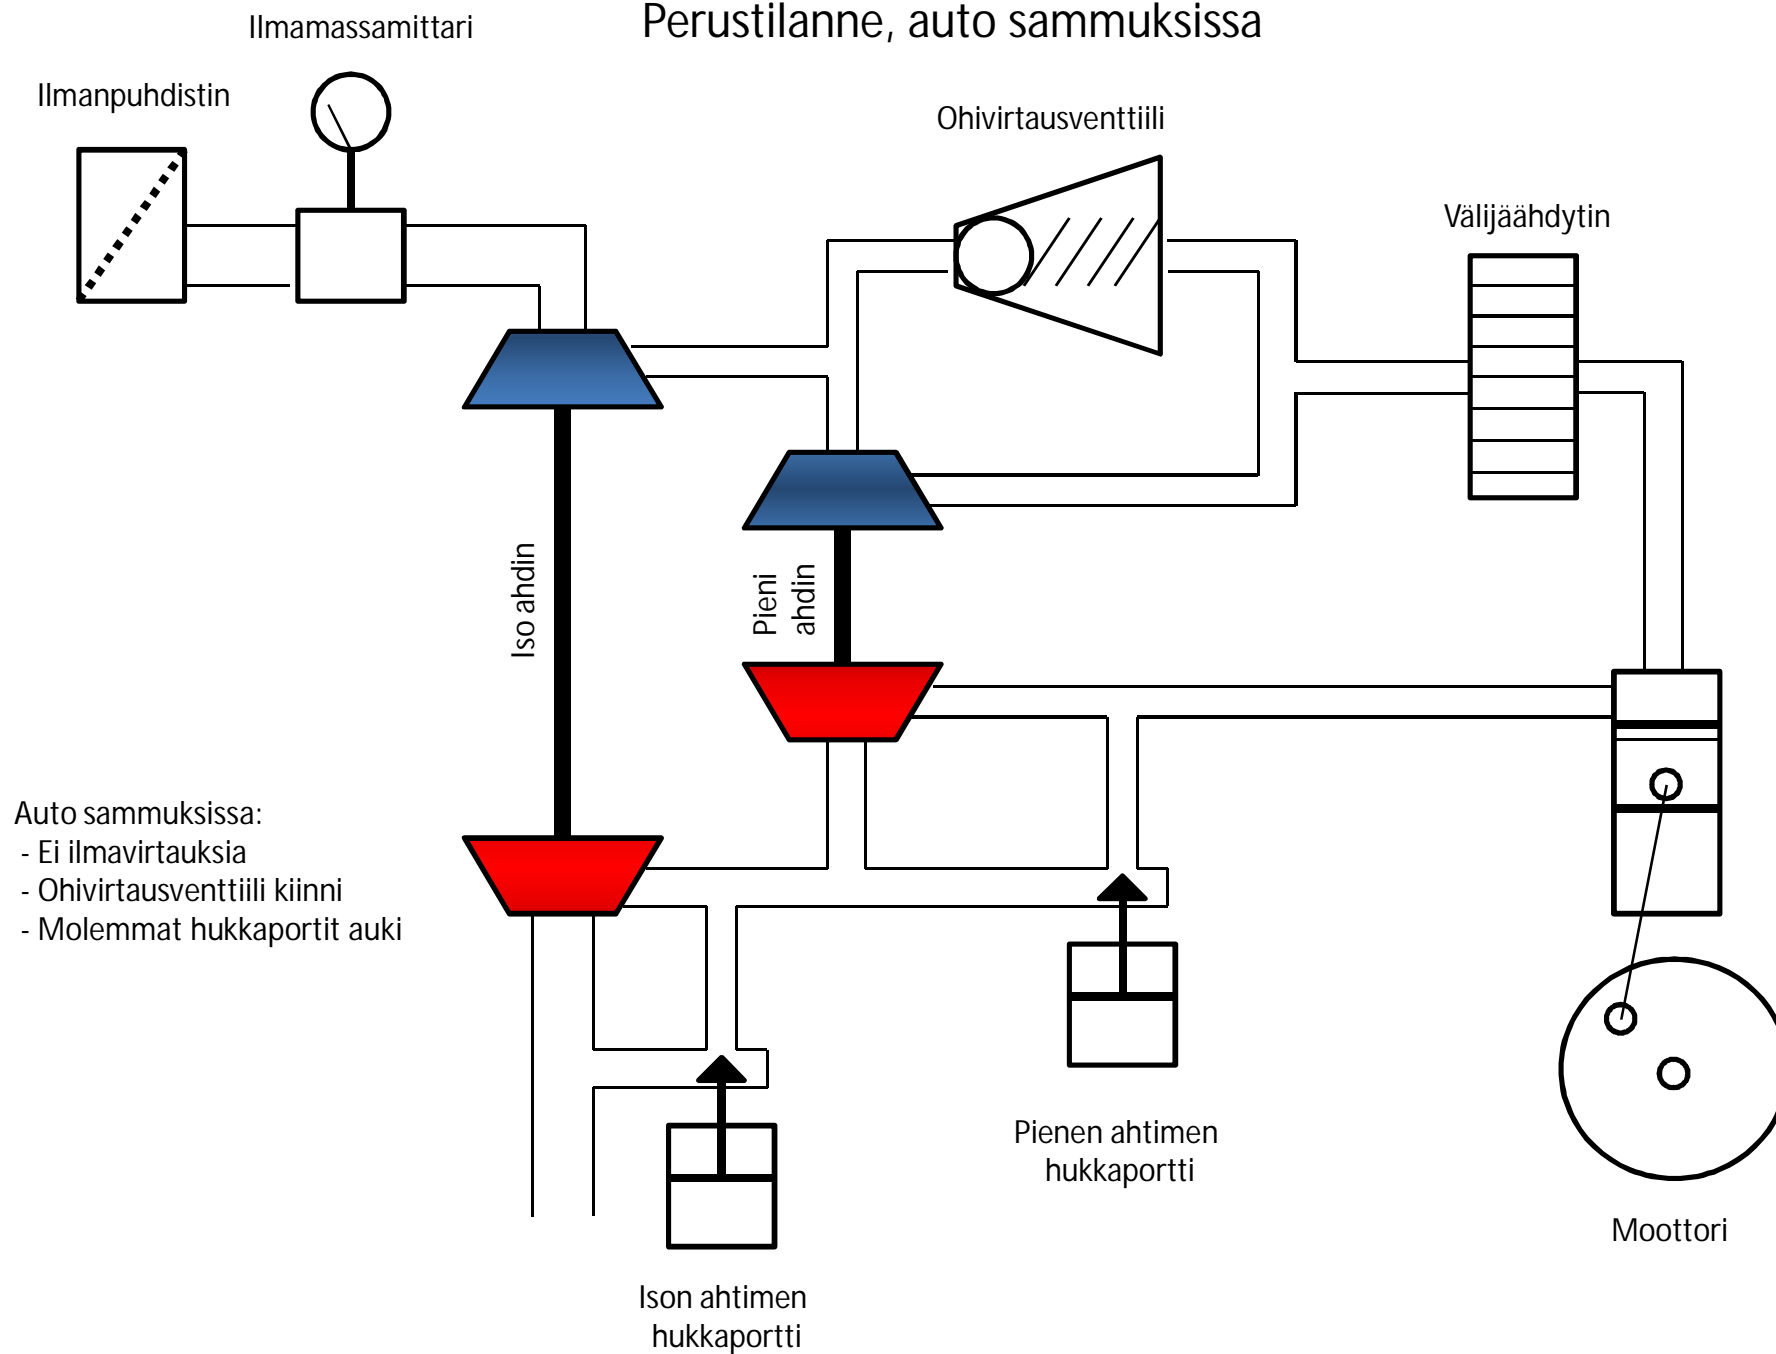 Perustilanne, auto sammuksissa
Ilmamassamittari
Ilmanpuhdistin
Ohivirtausventtiili
Välijäähdytin
Iso ahdin
Pieni
ahdin
Auto sammuksissa:
- Ei ilmavirtauksia
- Ohivirtausventtiili kiinni
- Molemmat hukkaportit auki
Pienen ahtimen
hukkaportti
Moottori
Ison ahtimen
hukkaportti